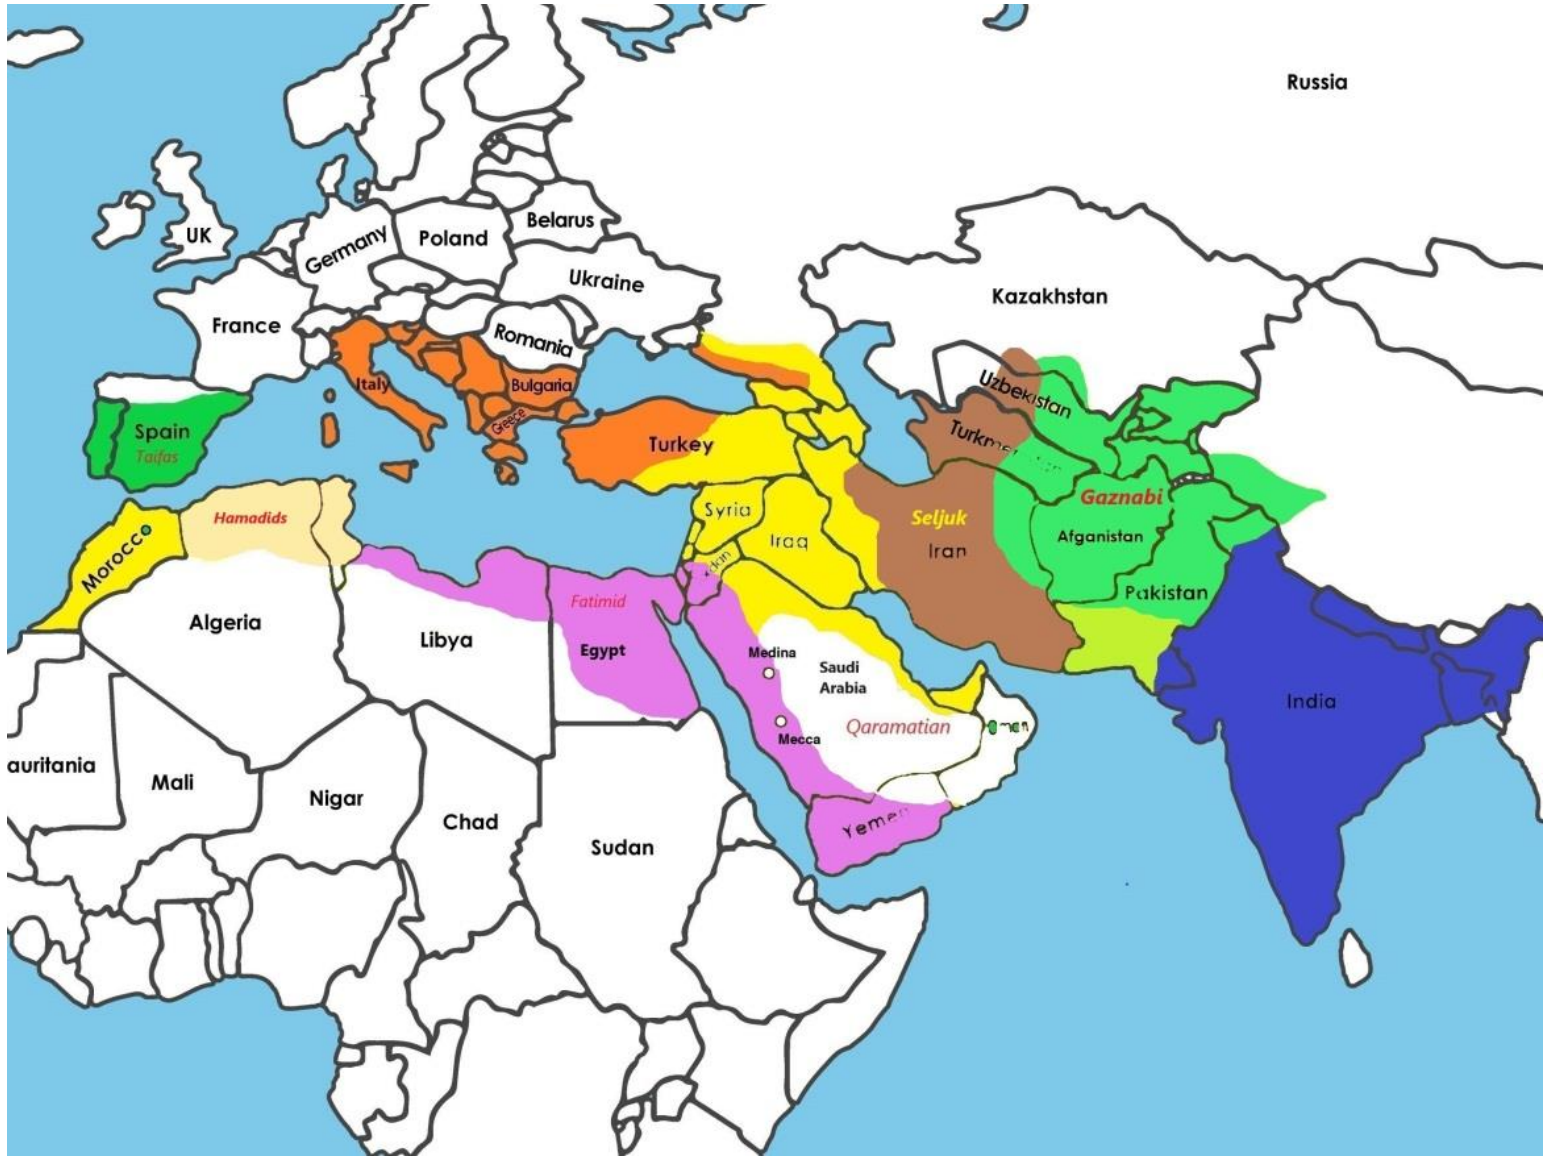 Russia
UK
Germany
Poland
Belarus
Ukraine
Kazakhstan
France
Romania
Italy
Bulgaria
Greece
Uzbekistan
Spain
Taifas
Turkey
Gaznabi
Syria
Hamadids
Seljuk
Iran
Afganistan
Iraq
Morocco
Pakistan
Fatimid
Algeria
Libya
Egypt
Medina
Saudi
Arabia
India
Mecca
Qaramatian
auritania
Mali
Nigar
Chad
Yemen
Sudan